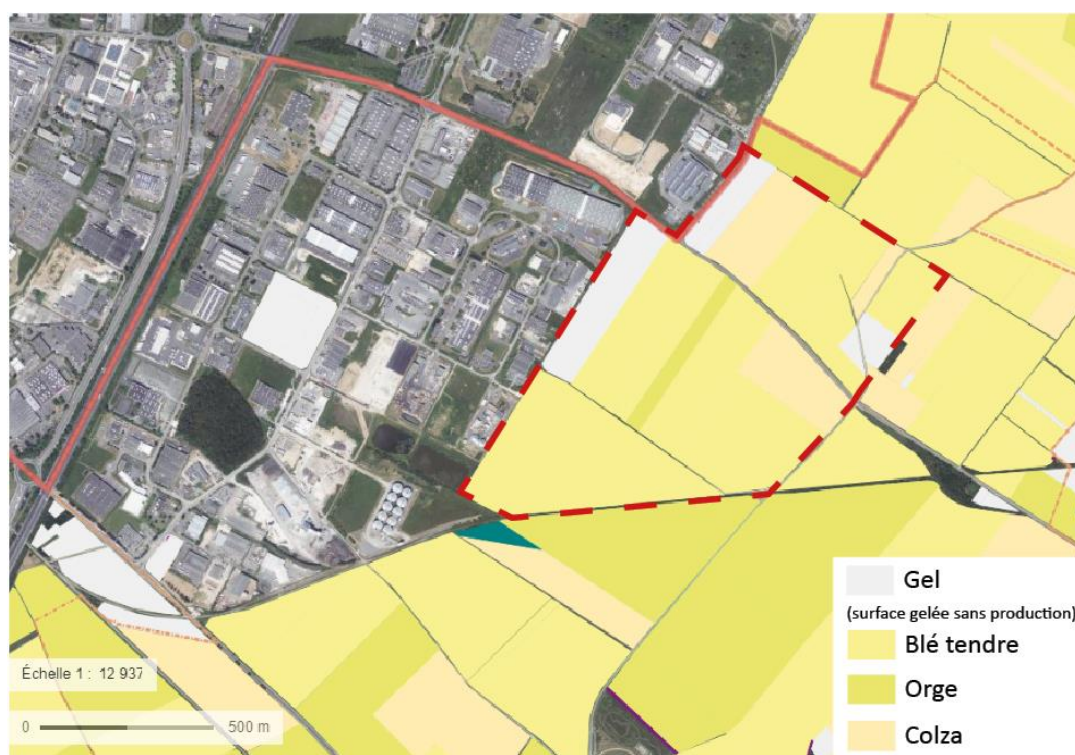 Échelle 1 : 12 937
0 500 m
Gel
(surface gelée sans production)
Blé tendre
Orge
Colza